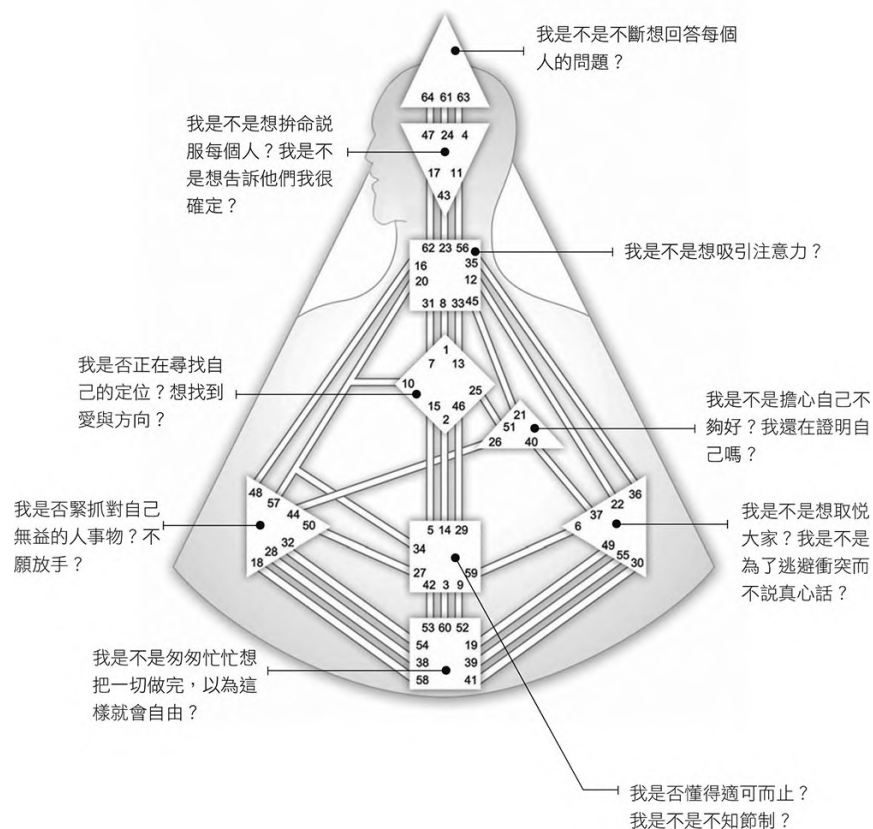 我是不是不斷想回答每個
人的問題？
64 61 63
47 24 4
我是不是想拚命説
服每個人？我是不
是想告訴他們我很
確定？
17 11
43
62 23 56
我是不是想吸引注意力？
16 35
20 12
31 8 33 45
1
7 13
我是否正在尋找自
己的定位？想找到
愛與方向？
10 25
15 46
2
21
51
26 40
我是不是擔心自己不
夠好？我還在證明自
己嗎？
48
57
44
50
32
28
18
我是否緊抓對自己
無益的人事物？不
願放手？
36
22
37
6
49
55
30
我是不是想取悦
大家？我是不是
為了逃避衝突而
不説真心話？
5 14 29
34
27 59
42 3 9
53 60 52
54 19
38 39
58 41
我是不是匆匆忙忙想
把一切做完，以為這
樣就會自由？
我是否懂得適可而止？
我是不是不知節制？